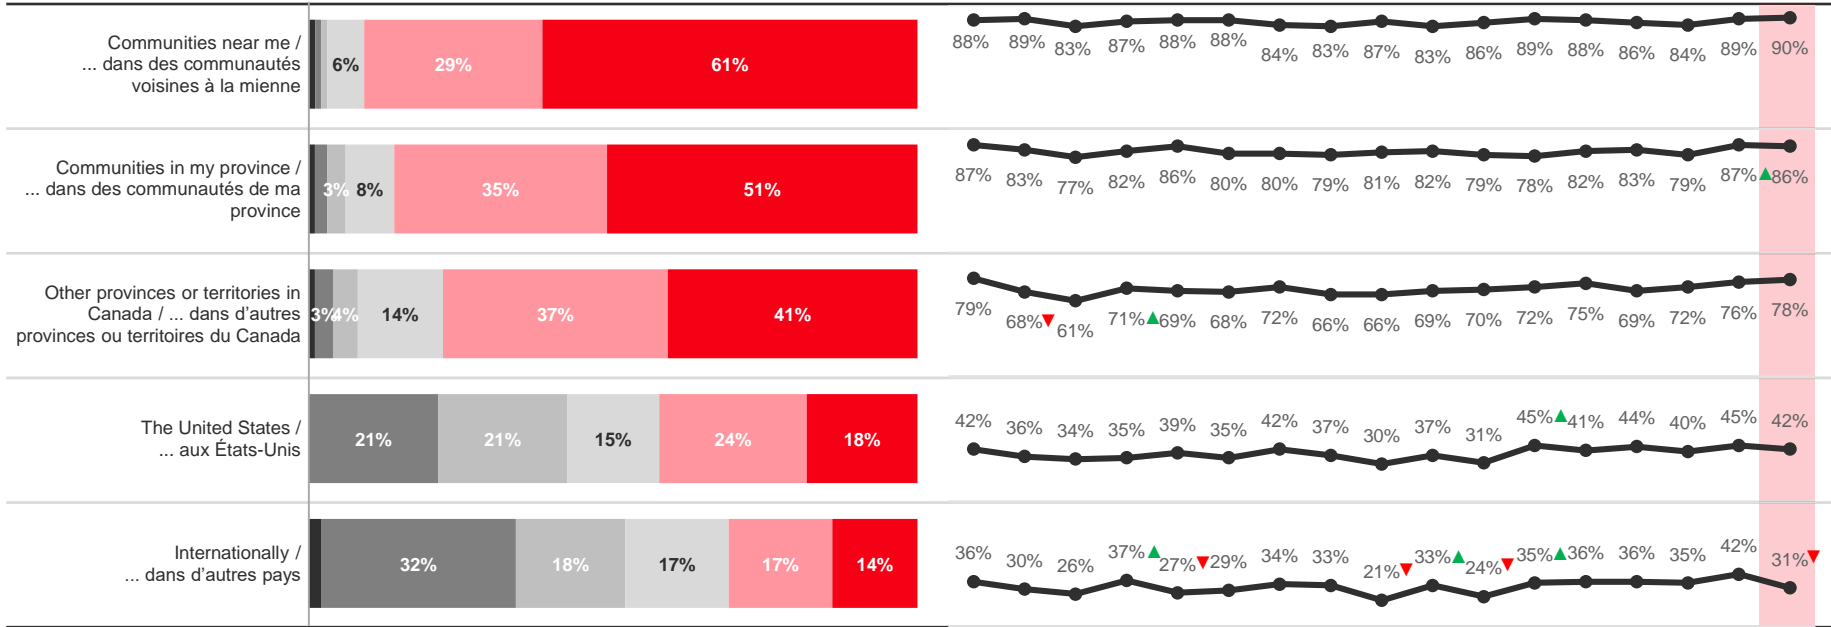 Communities near me /
... dans des communautés
voisines à la mienne
6% 29% 61%
88% 89% 83% 87% 88% 88% 84% 83% 87% 83% 86% 89% 88% 86% 84% 89% 90%
Communities in my province /
... dans des communautés de ma
province
3% 8% 35% 51%
87% 83% 77% 82% 86% 80% 80% 79% 81% 82% 79% 78% 82% 83% 79% 87% ▲86%
Other provinces or territories in
Canada / ... dans d'autres
provinces ou territoires du Canada
3% 4% 14% 37% 41%
79% 68%▼ 61% 71%▲ 69% 68% 72% 66% 66% 69% 70% 72% 75% 69% 72% 76% 78%
The United States /
... aux États-Unis
21% 21% 15% 24% 18%
42% 36% 34% 35% 39% 35% 42% 37% 30% 37% 31% 45%▲ 41% 44% 40% 45% 42%
Internationally /
... dans d'autres pays
32% 18% 17% 17% 14%
36% 30% 26% 37%▲ 27%▼ 29% 34% 33% 21%▼ 33%▲ 24%▼ 35%▲ 36% 36% 35% 42% 31%▼